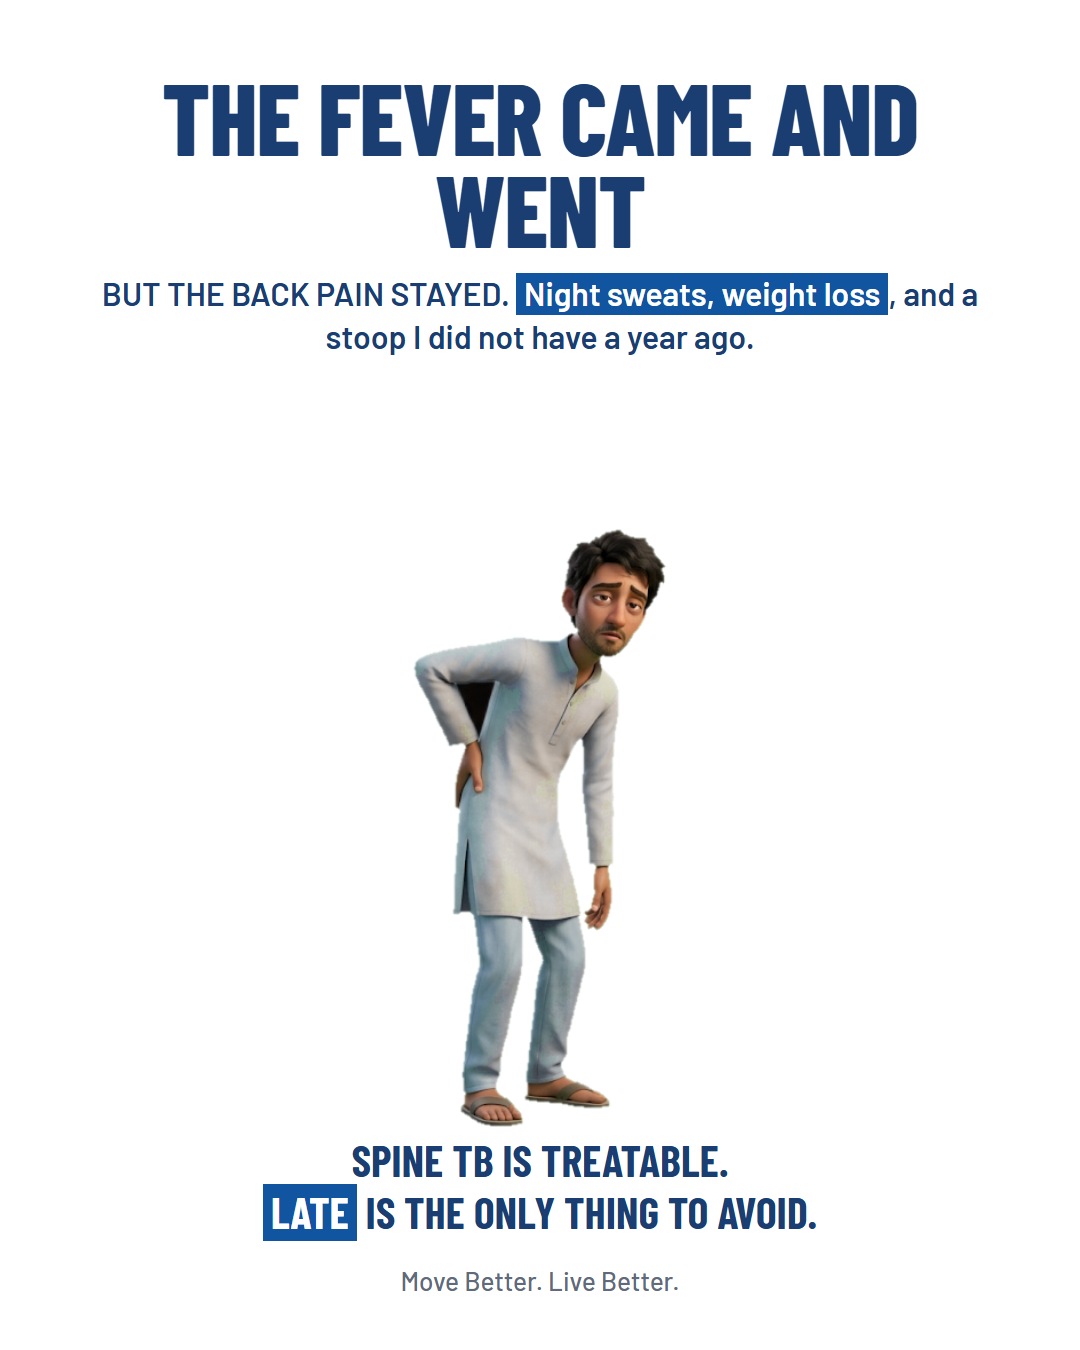 THE FEVER CAME AND
WENT
BUT THE BACK PAIN STAYED. Night sweats, weight loss , and a
stoop I did not have a year ago.
SPINE TB IS TREATABLE.
LATE IS THE ONLY THING TO AVOID.
Move Better. Live Better.